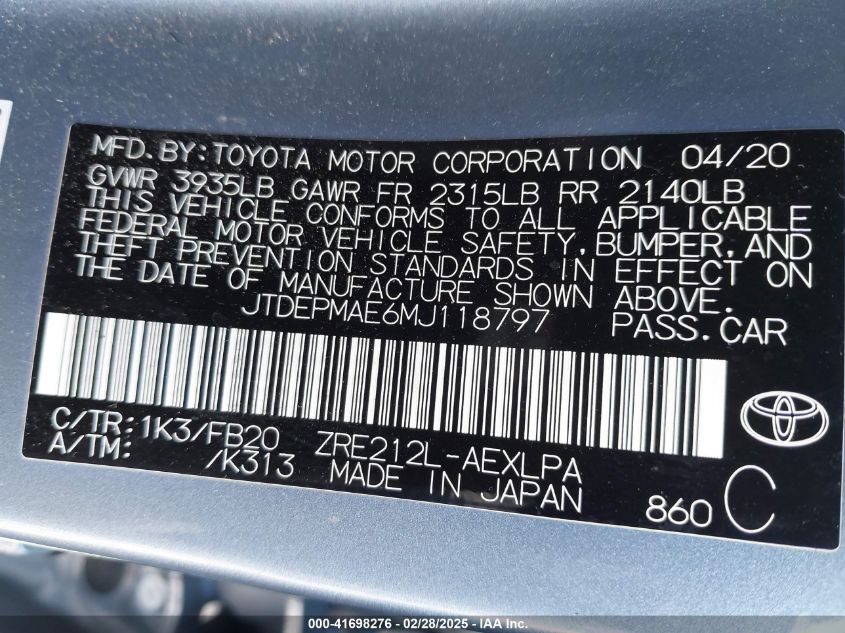 MFD.BY:TOYOTA MOTOR CORPORATION 04/20
GVWR 3935LB GAWR FR 2315LB RR 2140LB
THIS VEHICLE CONFORMS TO ALL APPLICABLE
FEDERAL MOTOR VEHICLE SAFETY,BUMPER,AND
THEFT PREVENTION STANDARDS IN EFFECT ON
THE DATE OF MANUFACTURE SHOWN ABOVE.
JTDEPMAE6MJ118797 PASS.CAR
C/TR:1K3/FB20 ZRE212L-AEXLPA
A/TM: /K313 MADE IN JAPAN
860 C
000-41698276 - 02/28/2025 - IAA Inc.